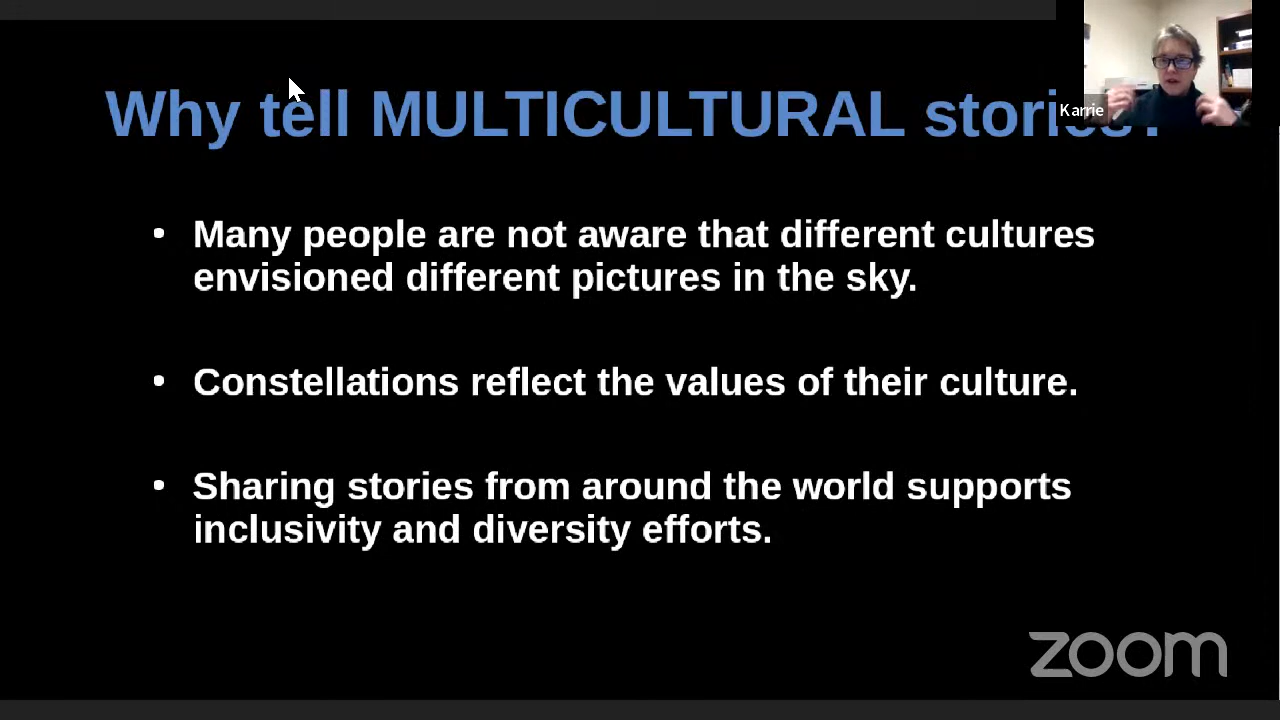 Why tell MULTICULTURAL stories?
Karrie
• Many people are not aware that different cultures
envisioned different pictures in the sky.
• Constellations reflect the values of their culture.
• Sharing stories from around the world supports
inclusivity and diversity efforts.
zoom